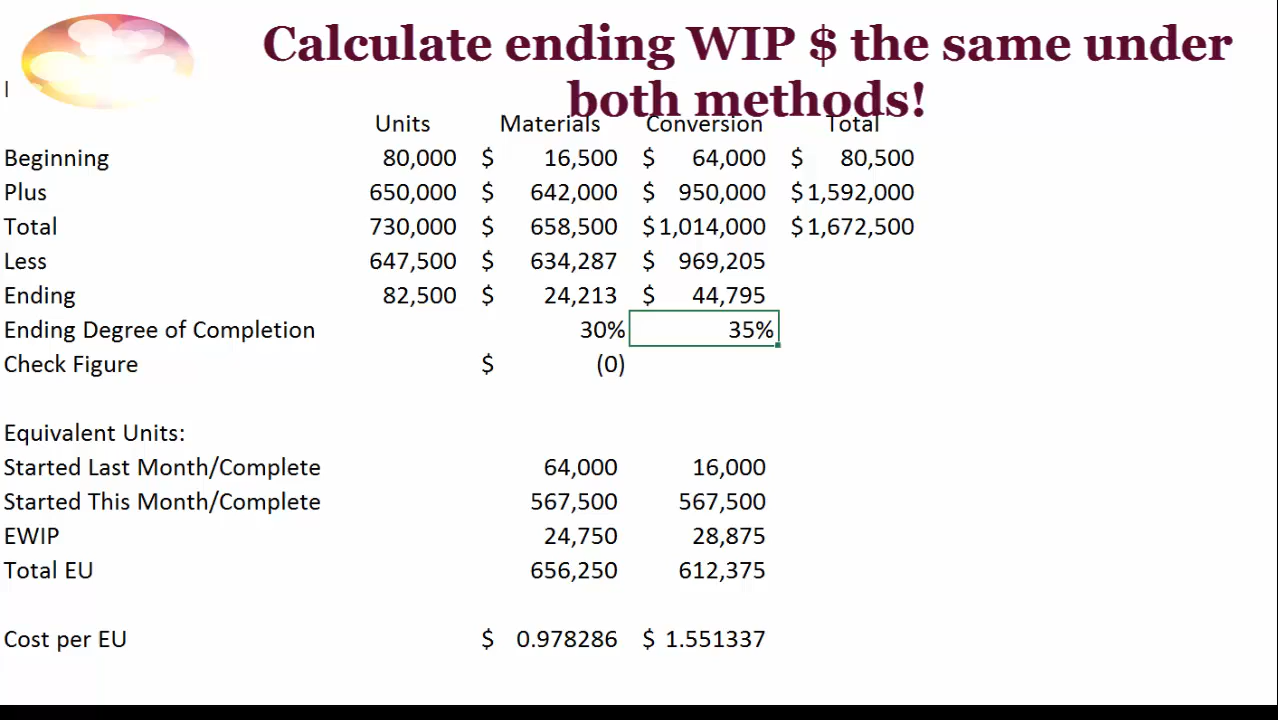 Calculate ending WIP $ the same under
both methods!
Units Materials Conversion Total
Beginning 80,000 $ 16,500 $ 64,000 $ 80,500
Plus 650,000 $ 642,000 $ 950,000 $ 1,592,000
Total 730,000 $ 658,500 $ 1,014,000 $ 1,672,500
Less 647,500 $ 634,287 $ 969,205
Ending 82,500 $ 24,213 $ 44,795
Ending Degree of Completion 30% 35%
Check Figure $ (0)
Equivalent Units:
Started Last Month/Complete 64,000 16,000
Started This Month/Complete 567,500 567,500
EWIP 24,750 28,875
Total EU 656,250 612,375
Cost per EU $ 0.978286 $ 1.551337